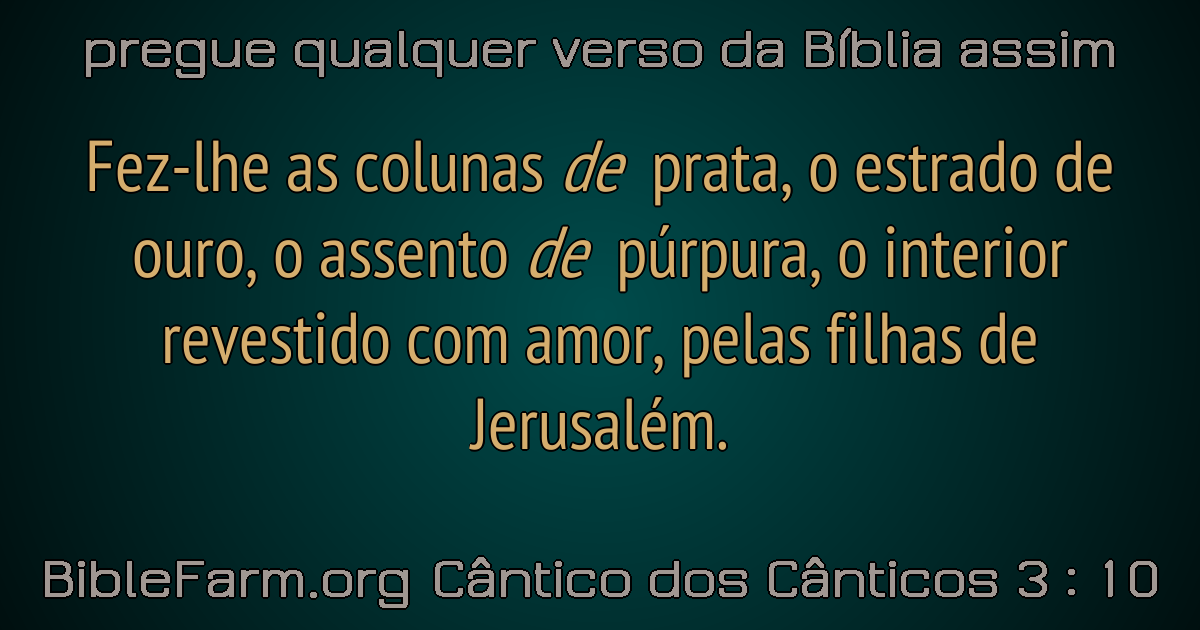 pregue qualquer verso da Bíblia assim
Fez-lhe as colunas de prata, o estrado de
ouro, o assento de púrpura, o interior
revestido com amor, pelas filhas de
Jerusalém.
BibleFarm.org Cântico dos Cânticos 3 : 10